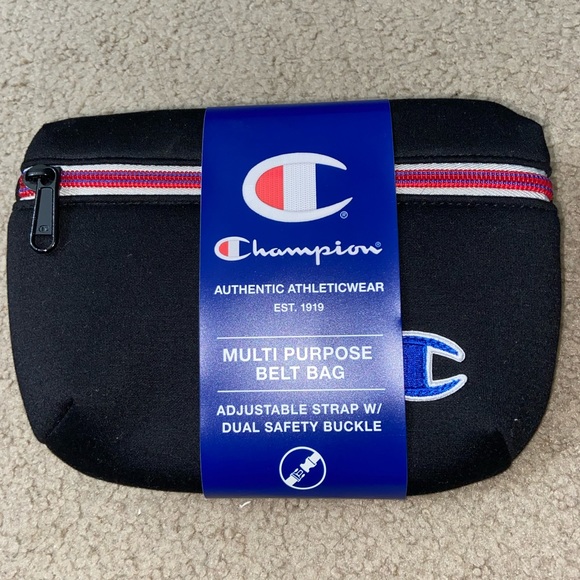 ®
Champion
AUTHENTIC ATHLETICWEAR
EST. 1919
MULTI PURPOSE
BELT BAG
ADJUSTABLE STRAP W/
DUAL SAFETY BUCKLE